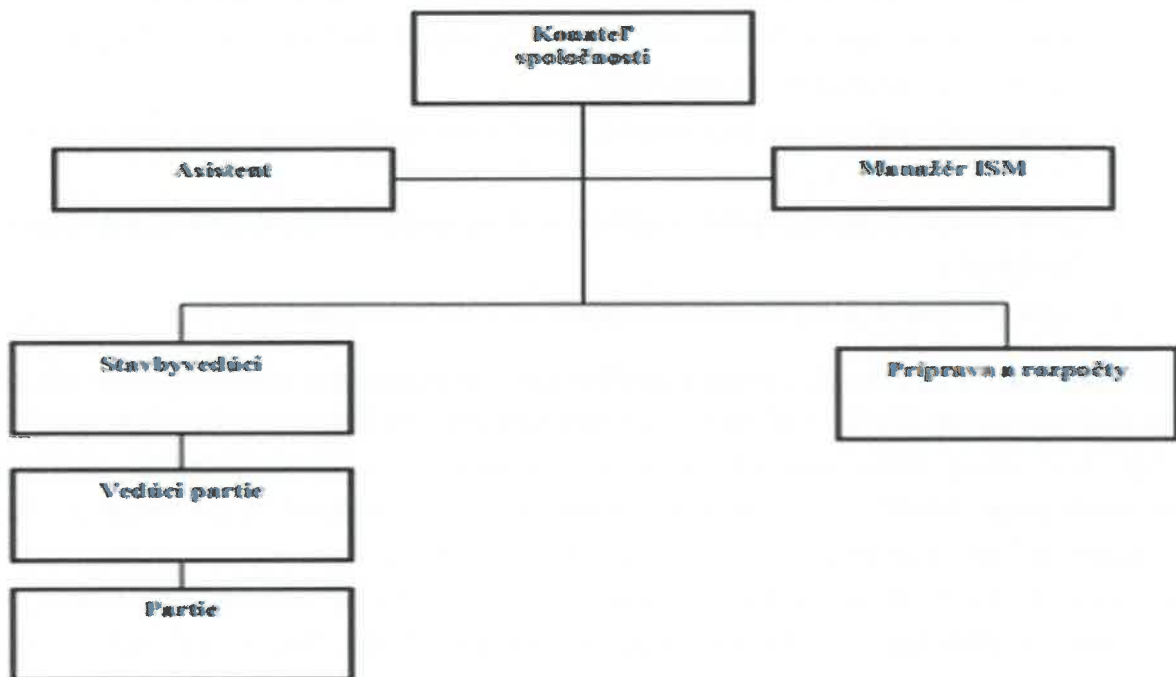 Konateľ
spoločnosti
Asistent
Manažér ISM
Stavbyvedúci
Príprava a rozpočty
Vedúci partie
Partie